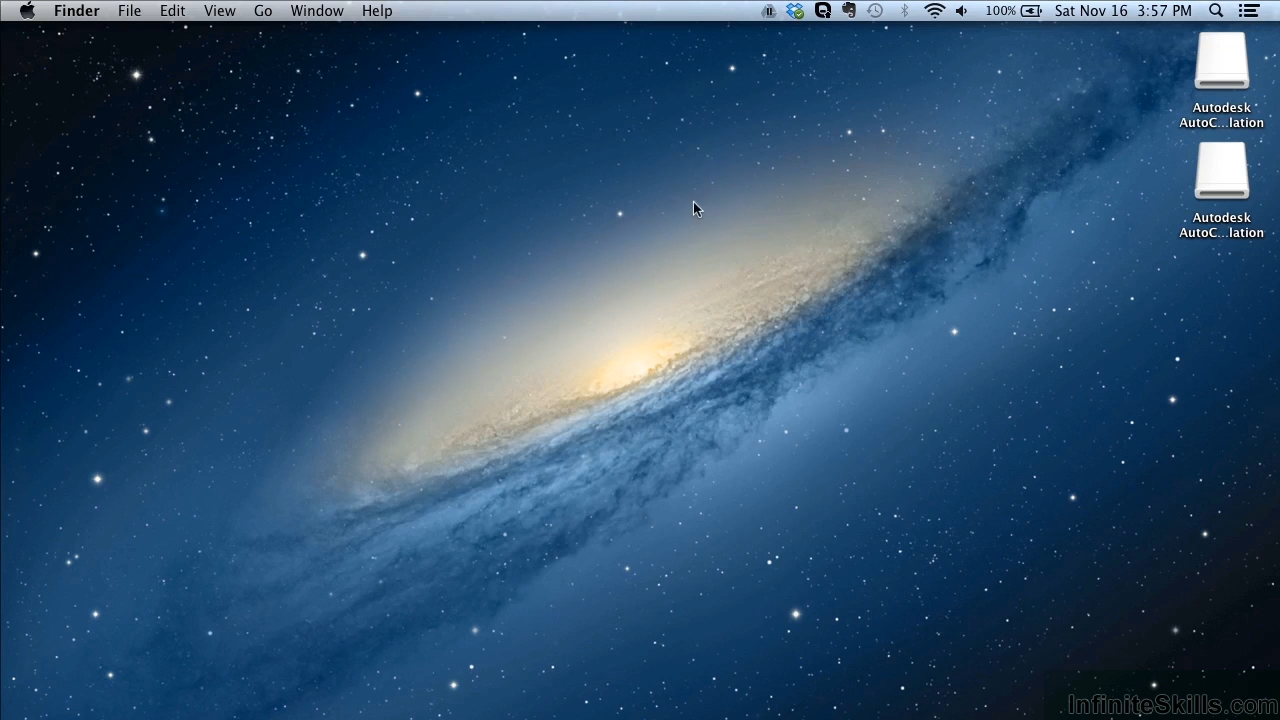 Finder File Edit View Go Window Help 100% Sat Nov 16 3:57 PM
Autodesk
AutoC...lation
Autodesk
AutoC...lation
InfiniteSkills.com